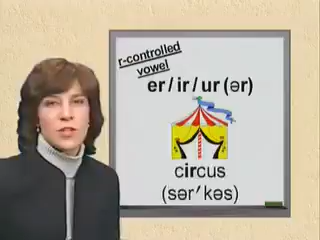 r-controlled
vowel
er / ir / ur (ər)
circus
(sər′kəs)